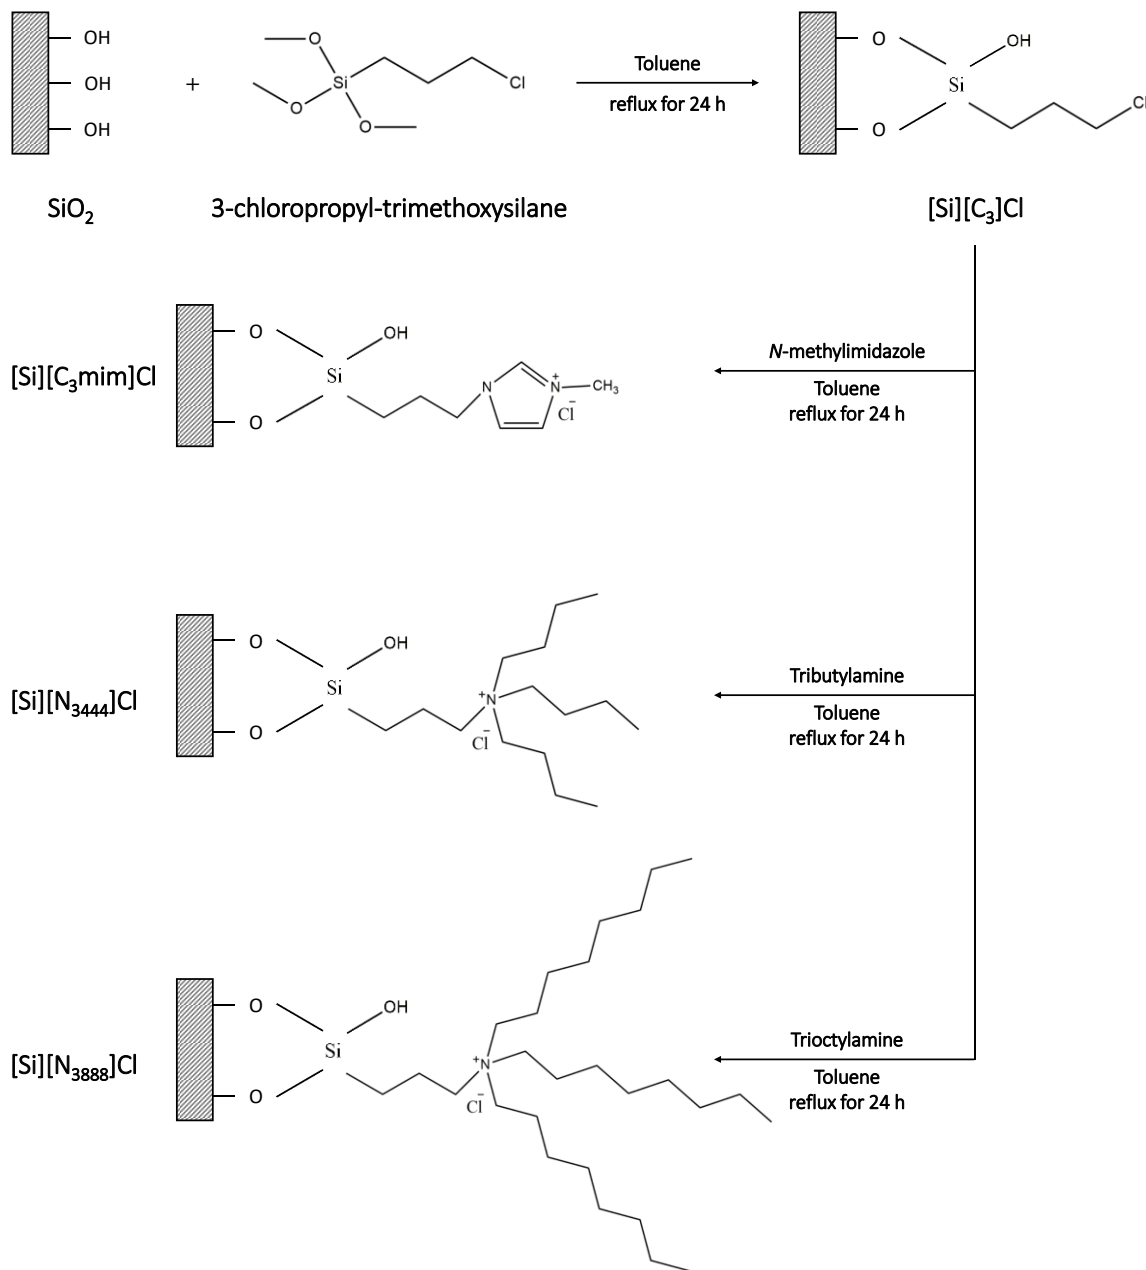 OH
OH
OH
+
O
O
O
Si
Cl
Toluene
reflux for 24 h
O
O
Si
OH
Cl
SiO2
3-chloropropyl-trimethoxysilane
[Si][C3]Cl
[Si][C3mim]Cl
O
O
Si
OH
N
N+
CH3
Cl−
N-methylimidazole
Toluene
reflux for 24 h
[Si][N3444]Cl
O
O
Si
OH
+N
Cl−
Tributylamine
Toluene
reflux for 24 h
[Si][N3888]Cl
O
O
Si
OH
+N
Cl−
Trioctylamine
Toluene
reflux for 24 h